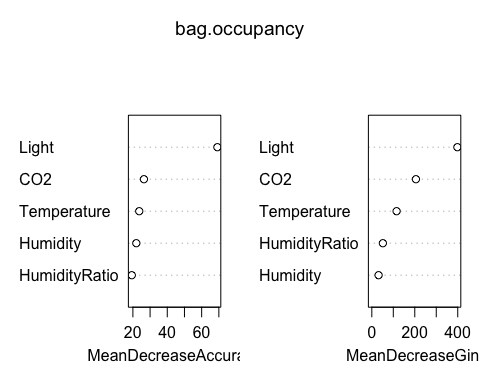 bag.occupancy
Light
CO2
Temperature
Humidity
HumidityRatio
20 40 60
MeanDecreaseAccura
Light
CO2
Temperature
HumidityRatio
Humidity
0 200 400
MeanDecreaseGin